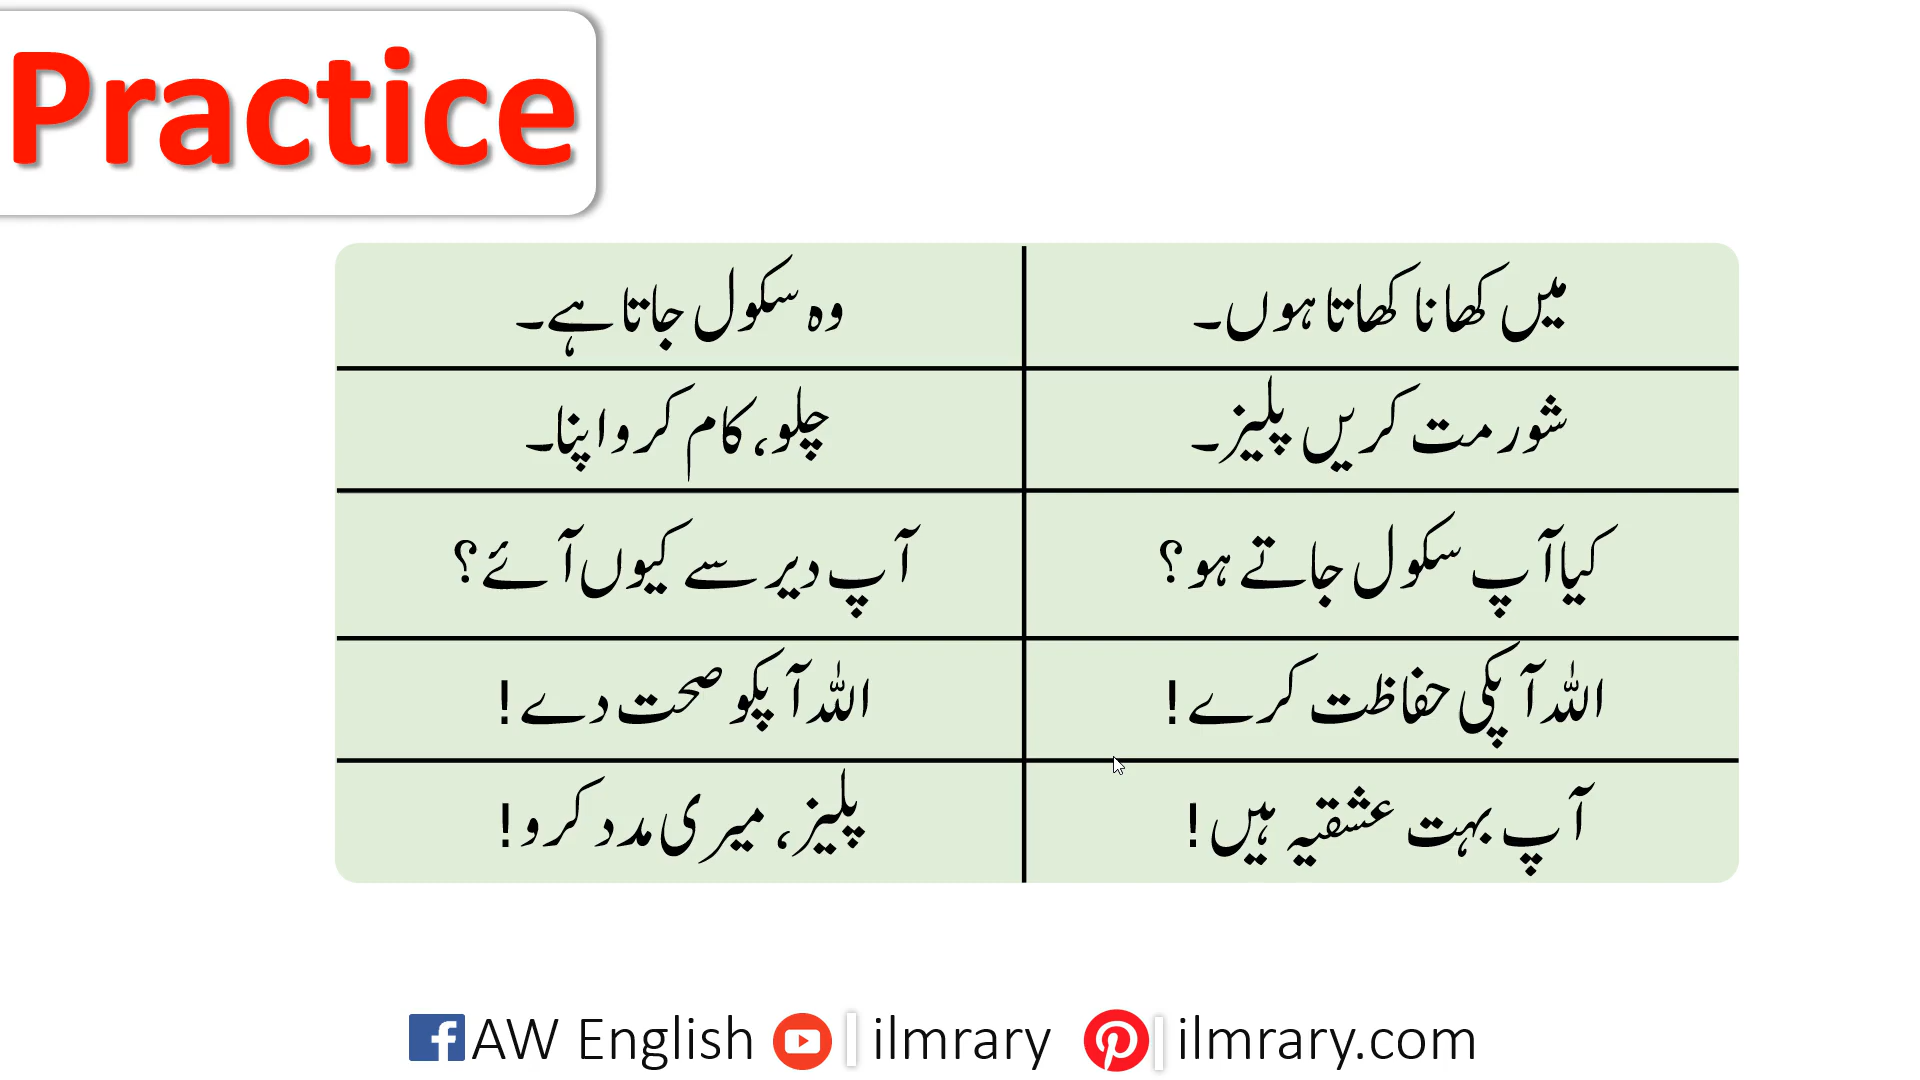 Practice
میں کھانا کھاتا ہوں۔
وہ سکول جاتا ہے۔
شور مت کریں پلیز۔
چلو، کام کرو اپنا۔
کیا آپ سکول جاتے ہو؟
آپ دیر سے کیوں آئے؟
اللہ آپکی حفاظت کرے!
اللہ آپکو صحت دے!
آپ بہت عشقیہ ہیں!
پلیز، میری مدد کرو!
AW English | ilmrary | ilmrary.com